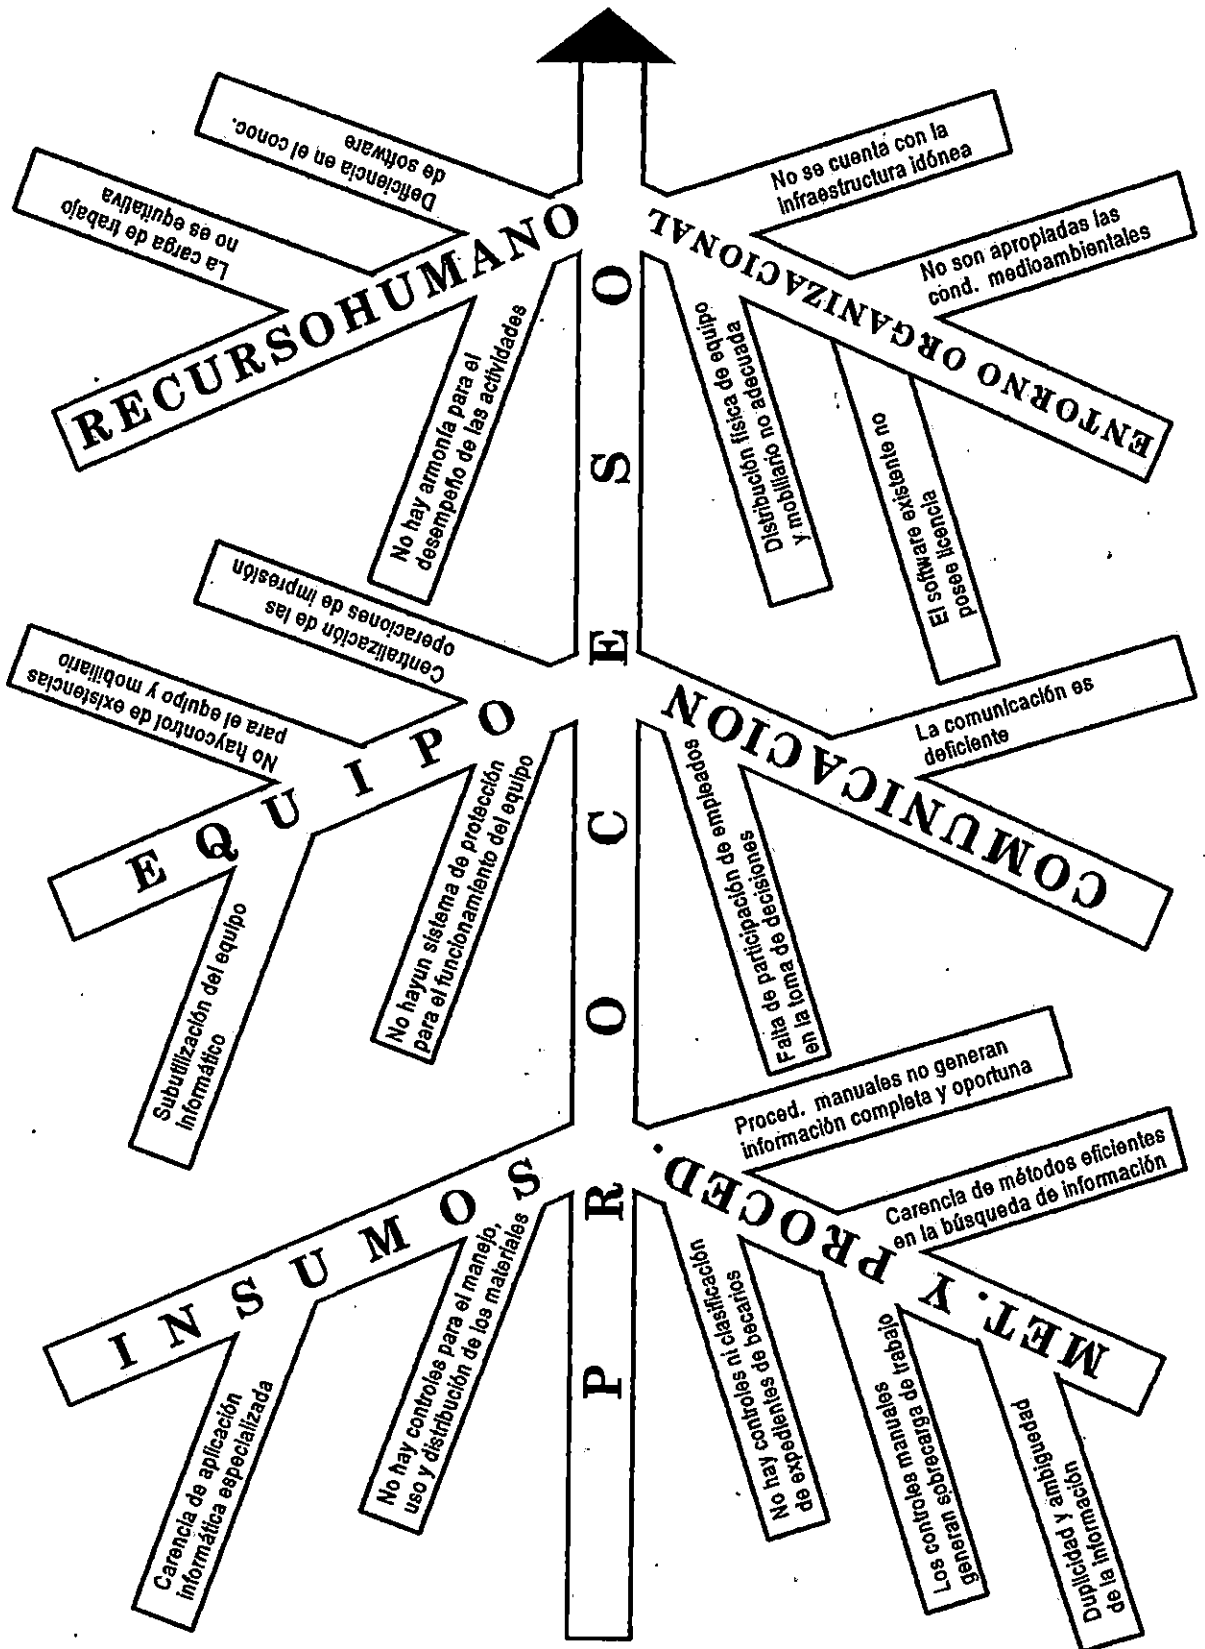 Deficiencia en el conoc.
de software
La carga de trabajo
no es equitativa
RECURSOHUMANO
No hay armonía para el
desempeño de las actividades
No se cuenta con la
infraestructura idónea
No son apropiadas las
cond. medioambientales
ENTORNO ORGANIZACIONAL
Distribución física de equipo
y mobiliario no adecuada
El software existente no
posee licencia
Centralización de las
operaciones de impresión
No haycontrol de existencias
para el equipo y mobiliario
EQUIPO
Subutilización del equipo
informático
No hayun sistema de protección
para el funcionamiento del equipo
COMUNICACION
La comunicación es
deficiente
Falta de participación de empleados
en la toma de decisiones
INSUMOS
Carencia de aplicación
informática especializada
No hay controles para el manejo,
uso y distribución de los materiales
Proced. manuales no generan
información completa y oportuna
Carencia de métodos eficientes
en la búsqueda de información
MET. Y PROCED.
No hay controles ni clasificación
de expedientes de becarios
Los controles manuales
generan sobrecarga de trabajo
Duplicidad y ambiguedad
de la información
PROCESO